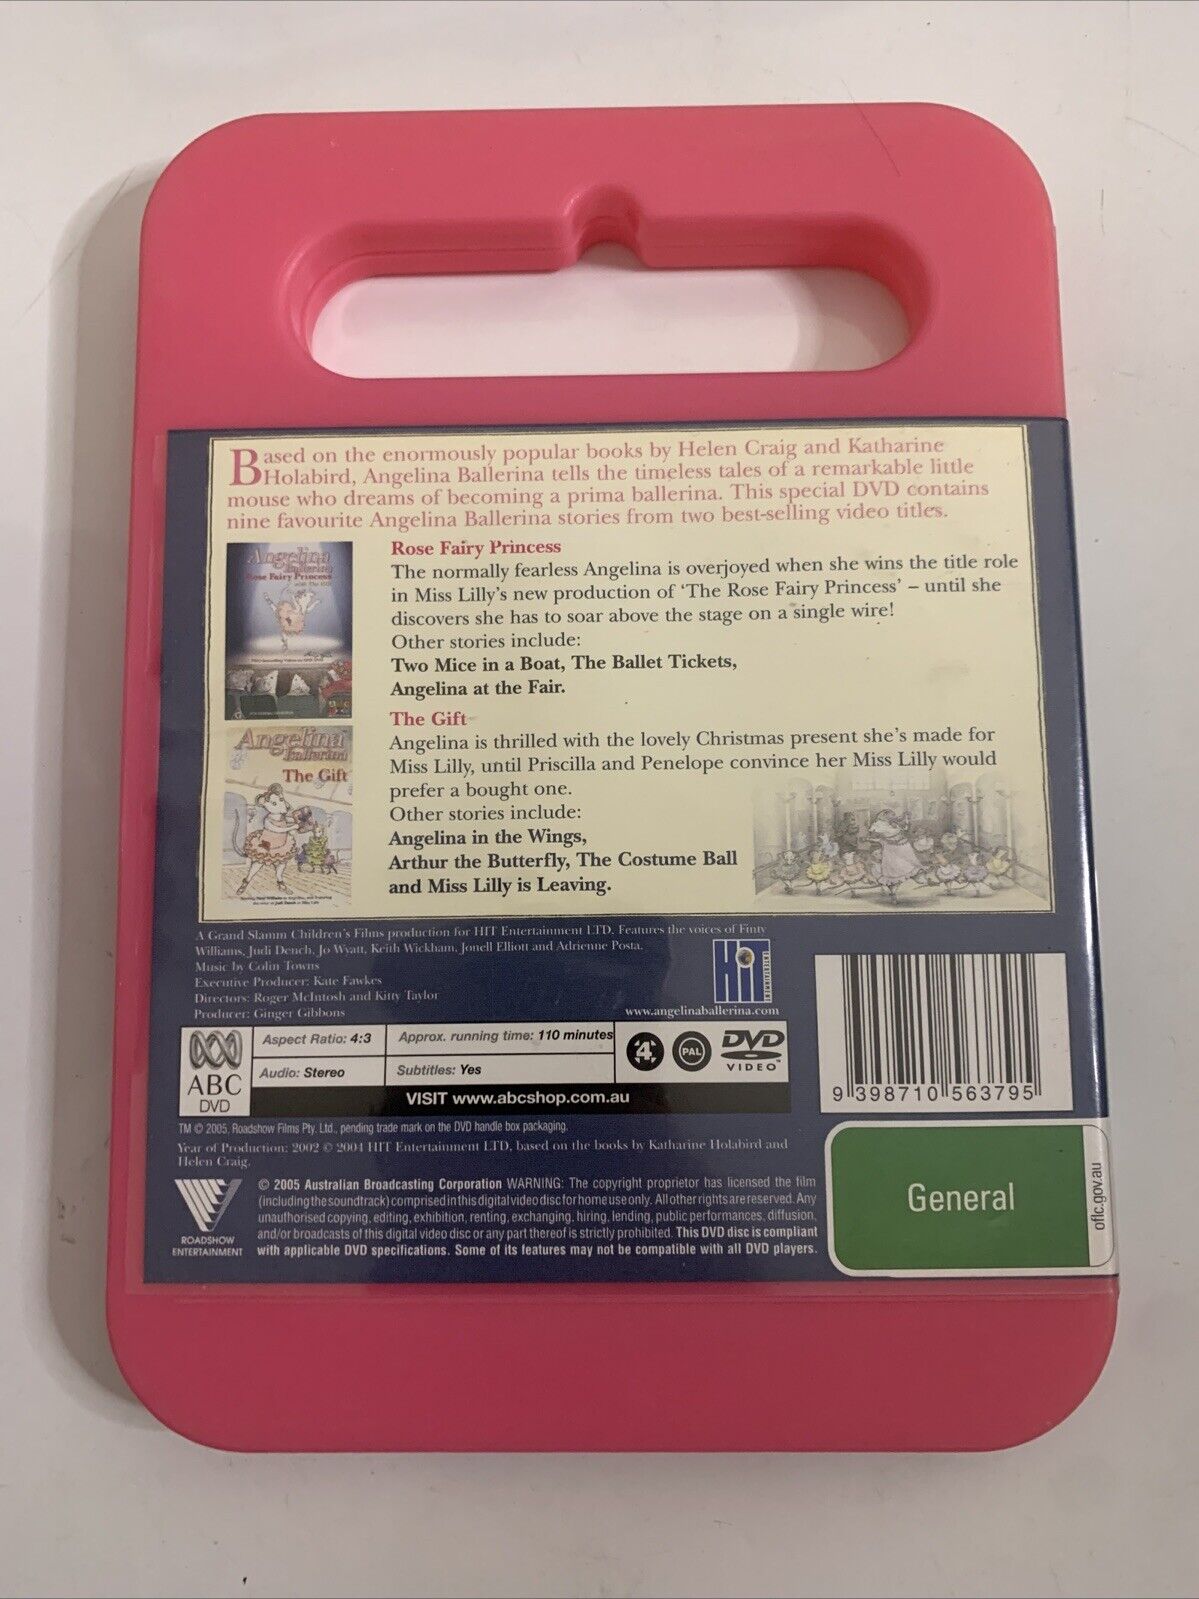 Based on the enormously popular books by Helen Craig and Katharine
Holabird, Angelina Ballerina tells the timeless tales of a remarkable little
mouse who dreams of becoming a prima ballerina. This special DVD contains
nine favourite Angelina Ballerina stories from two best-selling video titles.
Angelina
Ballerina
Rose Fairy Princess
Rose Fairy Princess
The normally fearless Angelina is overjoyed when she wins the title role
in Miss Lilly's new production of 'The Rose Fairy Princess' – until she
discovers she has to soar above the stage on a single wire!
Other stories include:
Two Mice in a Boat, The Ballet Tickets,
Angelina at the Fair.
Angelina
Ballerina
The Gift
The Gift
Angelina is thrilled with the lovely Christmas present she's made for
Miss Lilly, until Priscilla and Penelope convince her Miss Lilly would
prefer a bought one.
Other stories include:
Angelina in the Wings,
Arthur the Butterfly, The Costume Ball
and Miss Lilly is Leaving.
A Grand Slamm Children's Films production for HIT Entertainment LTD. Features the voices of Finty
Williams, Judi Dench, Jo Wyatt, Keith Wickham, Jonell Elliott and Adrienne Posta.
Music by Colin Towns
Executive Producer: Kate Fawkes
Directors: Roger McIntosh and Kitty Taylor
Producer: Ginger Gibbons
HiT
ENTERTAINMENT
www.angelinaballerina.com
ABC
DVD
Aspect Ratio: 4:3
Approx. running time: 110 minutes
Audio: Stereo
Subtitles: Yes
4
PAL
DVD
VIDEO
VISIT www.abcshop.com.au
9 398710 563795
TM © 2005, Roadshow Films Pty. Ltd., pending trade mark on the DVD handle box packaging.
Year of Production: 2002 © 2004 HIT Entertainment LTD, based on the books by Katharine Holabird and
Helen Craig.
ROADSHOW
ENTERTAINMENT
© 2005 Australian Broadcasting Corporation WARNING: The copyright proprietor has licensed the film
(including the soundtrack) comprised in this digital video disc for home use only. All other rights are reserved. Any
unauthorised copying, editing, exhibition, renting, exchanging, hiring, lending, public performances, diffusion,
and/or broadcasts of this digital video disc or any part thereof is strictly prohibited. This DVD disc is compliant
with applicable DVD specifications. Some of its features may not be compatible with all DVD players.
General
oflc.gov.au